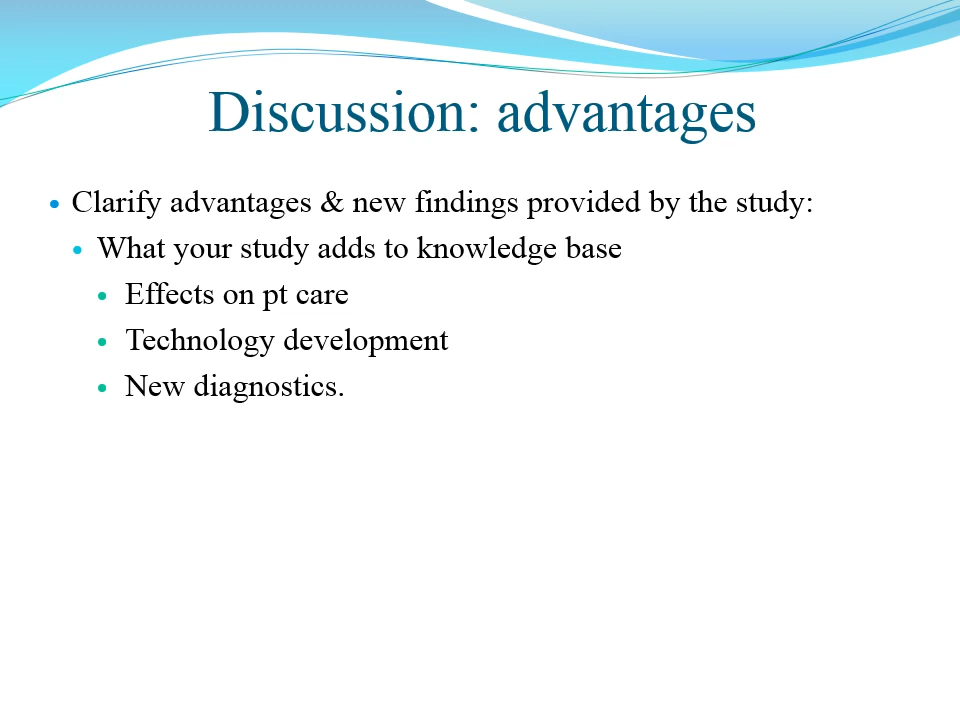 Discussion: advantages
• Clarify advantages & new findings provided by the study:
• What your study adds to knowledge base
• Effects on pt care
• Technology development
• New diagnostics.